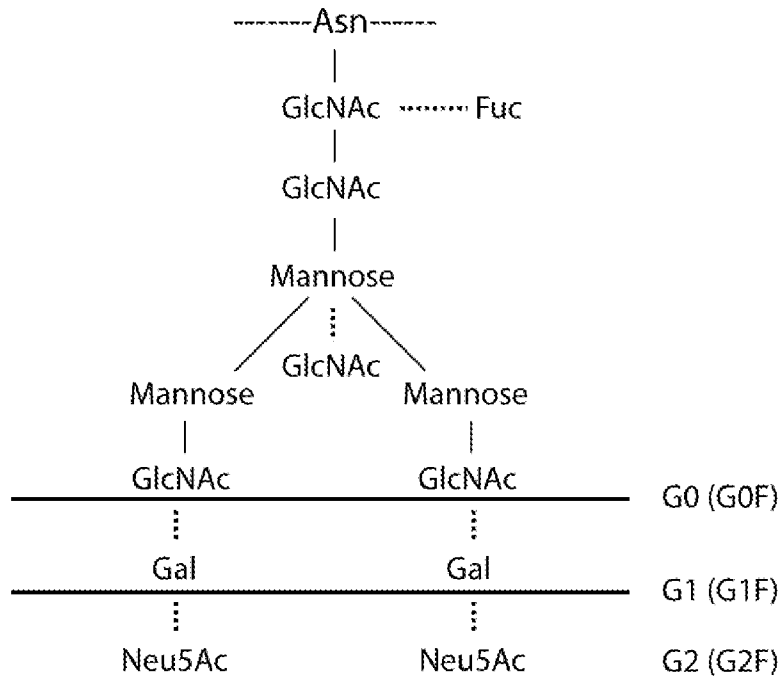 Asn
GlcNAc Fuc
GlcNAc
Mannose
GlcNAc
Mannose Mannose
GlcNAc GlcNAc
G0 (G0F)
Gal Gal
G1 (G1F)
Neu5Ac Neu5Ac G2 (G2F)